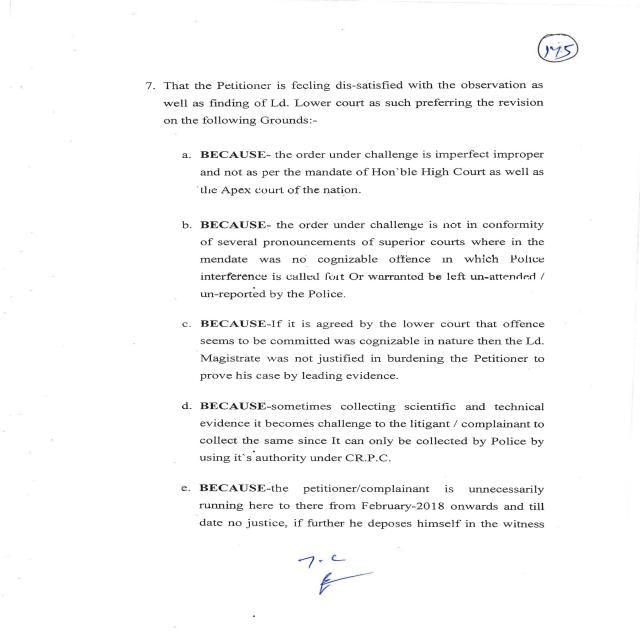 175
7. That the Petitioner is feeling dis-satisfied with the observation as
well as finding of Ld. Lower court as such preferring the revision
on the following Grounds:-
a. BECAUSE- the order under challenge is imperfect improper
and not as per the mandate of Hon`ble High Court as well as
the Apex court of the nation.
b. BECAUSE- the order under challenge is not in conformity
of several pronouncements of superior courts where in the
mendate was no cognizable offence in which Police
interference is called fort Or warranted be left un-attended /
un-reported by the Police.
c. BECAUSE-If it is agreed by the lower court that offence
seems to be committed was cognizable in nature then the Ld.
Magistrate was not justified in burdening the Petitioner to
prove his case by leading evidence.
d. BECAUSE-sometimes collecting scientific and technical
evidence it becomes challenge to the litigant / complainant to
collect the same since It can only be collected by Police by
using it`s authority under CR.P.C.
e. BECAUSE-the petitioner/complainant is unnecessarily
running here to there from February-2018 onwards and till
date no justice, if further he deposes himself in the witness
T.C